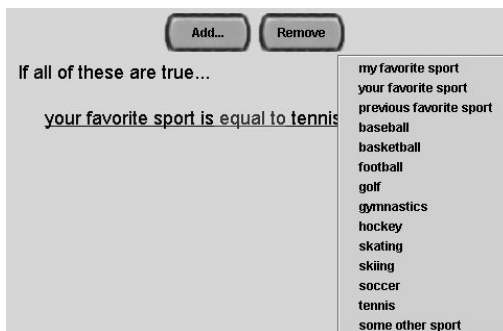 Add... Remove
If all of these are true...
your favorite sport is equal to tennis
my favorite sport
your favorite sport
previous favorite sport
baseball
basketball
football
golf
gymnastics
hockey
skating
skiing
soccer
tennis
some other sport